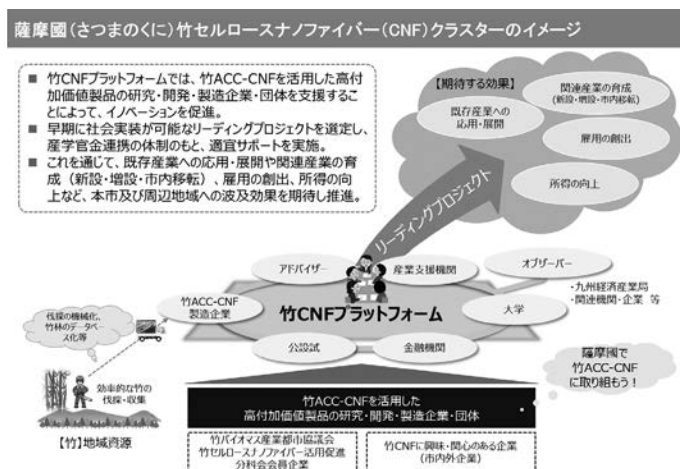 薩摩國(さつまのくに)竹セルロースナノファイバー(CNF)クラスターのイメージ
■ 竹CNFプラットフォームでは、竹ACC-CNFを活用した高付
加価値製品の研究・開発・製造企業・団体を支援するこ
とによって、イノベーションを促進。
■ 早期に社会実装が可能なリーディングプロジェクトを選定し、
産学官金連携の体制のもと、適宜サポートを実施。
■ これを通じて、既存産業への応用・展開や関連産業の育
成（新設・増設・市内移転）、雇用の創出、所得の向
上など、本市及び周辺地域への波及効果を期待し推進。
【期待する効果】
関連産業の育成
(新設・増設・市内移転)
既存産業への
応用・展開
雇用の創出
所得の向上
リーディングプロジェクト
アドバイザー
産業支援機関
オブザーバー
・九州経済産業局
・関連機関・企業 等
竹ACC-CNF
製造企業
竹CNFプラットフォーム
大学
公設試
金融機関
伐採の機械化、
竹林のデータベー
ス化等
効率的な竹の
伐採・収集
【竹】地域資源
薩摩國で
竹ACC-CNF
に取り組もう！
竹ACC-CNFを活用した
高付加価値製品の研究・開発・製造企業・団体
竹バイオマス産業都市協議会
竹セルロースナノファイバー活用促進
分科会会員企業
竹CNFに興味・関心のある企業
（市内外企業）